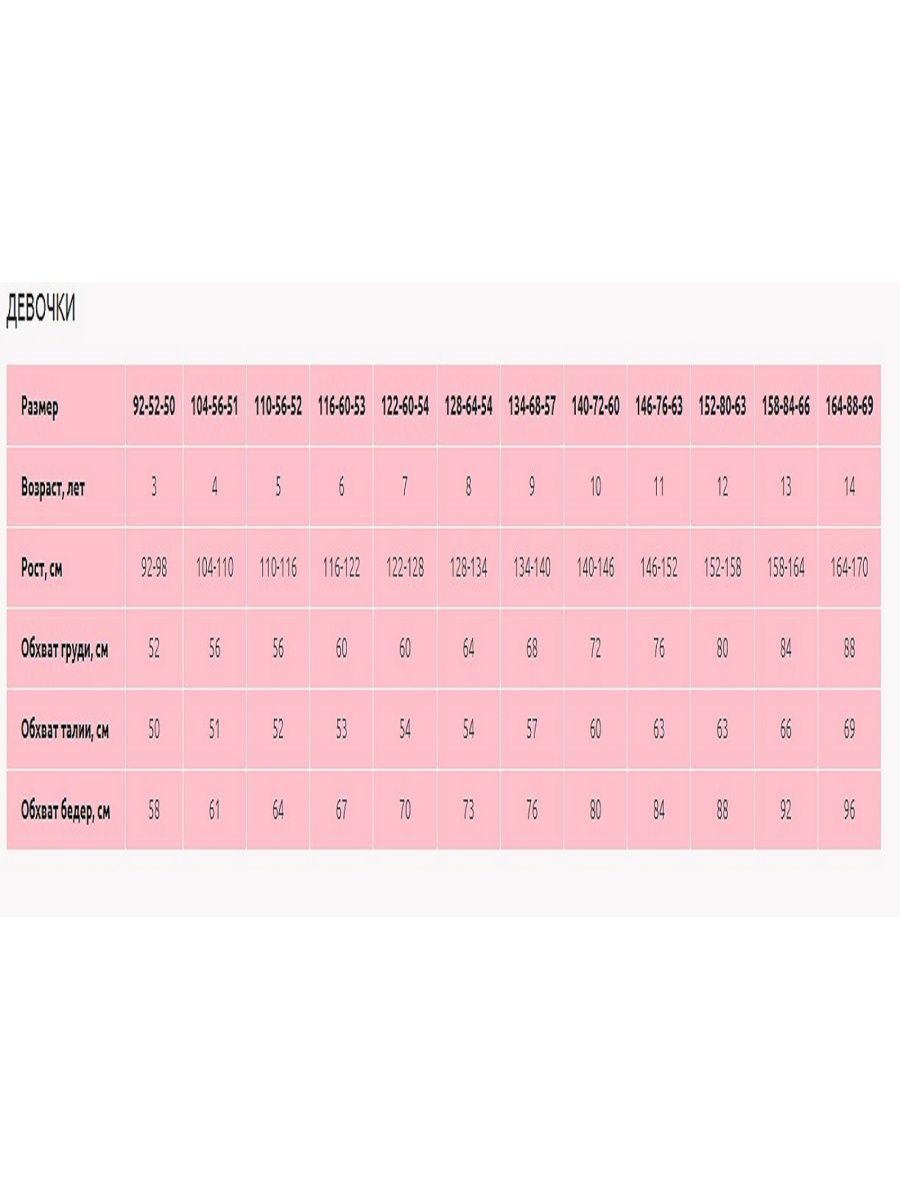 ДЕВОЧКИ
Размер 92-52-50 104-56-51 110-56-52 116-60-53 122-60-54 128-64-54 134-68-57 140-72-60 146-76-63 152-80-63 158-84-66 164-88-69
Возраст, лет 3 4 5 6 7 8 9 10 11 12 13 14
Рост, см 92-98 104-110 110-116 116-122 122-128 128-134 134-140 140-146 146-152 152-158 158-164 164-170
Обхват груди, см 52 56 56 60 60 64 68 72 76 80 84 88
Обхват талии, см 50 51 52 53 54 54 57 60 63 63 66 69
Обхват бедер, см 58 61 64 67 70 73 76 80 84 88 92 96